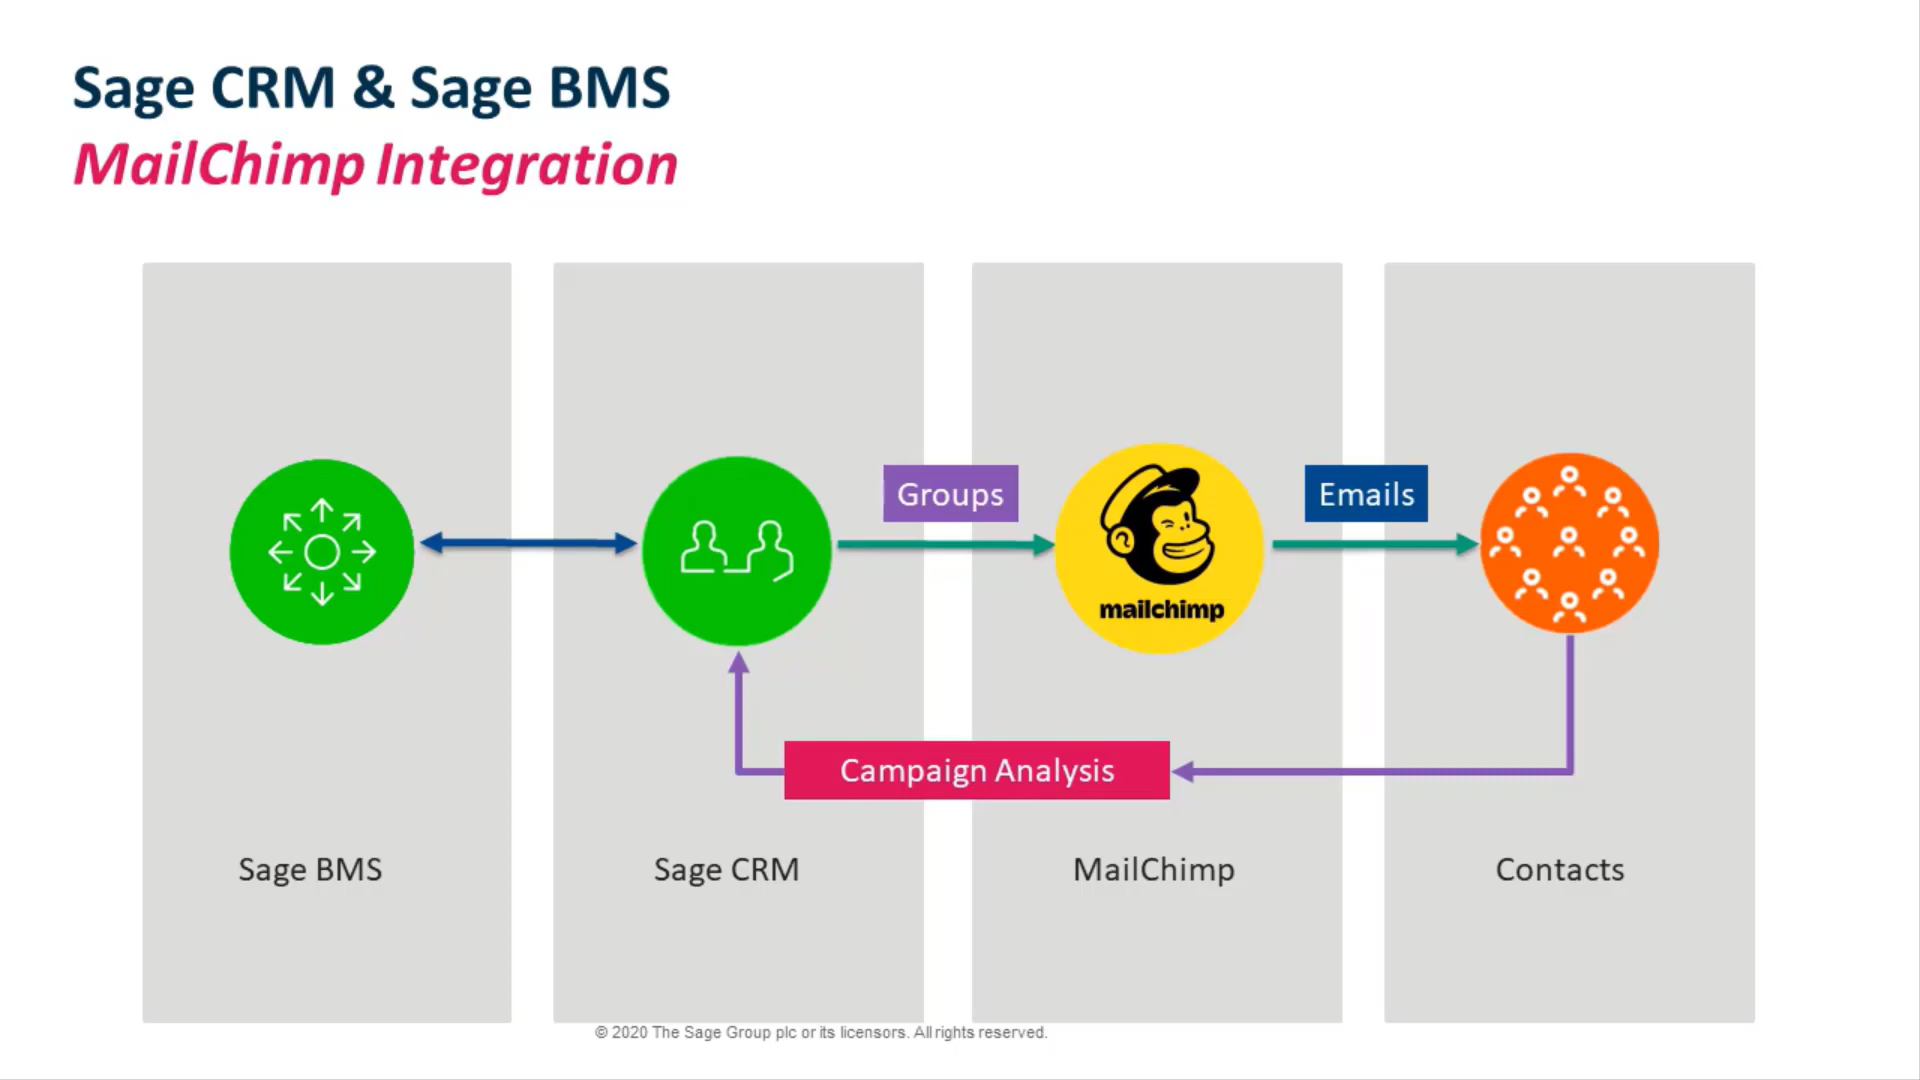 Sage CRM & Sage BMS
MailChimp Integration
Groups
Emails
mailchimp
Campaign Analysis
Sage BMS
Sage CRM
MailChimp
Contacts
© 2020 The Sage Group plc or its licensors. All rights reserved.